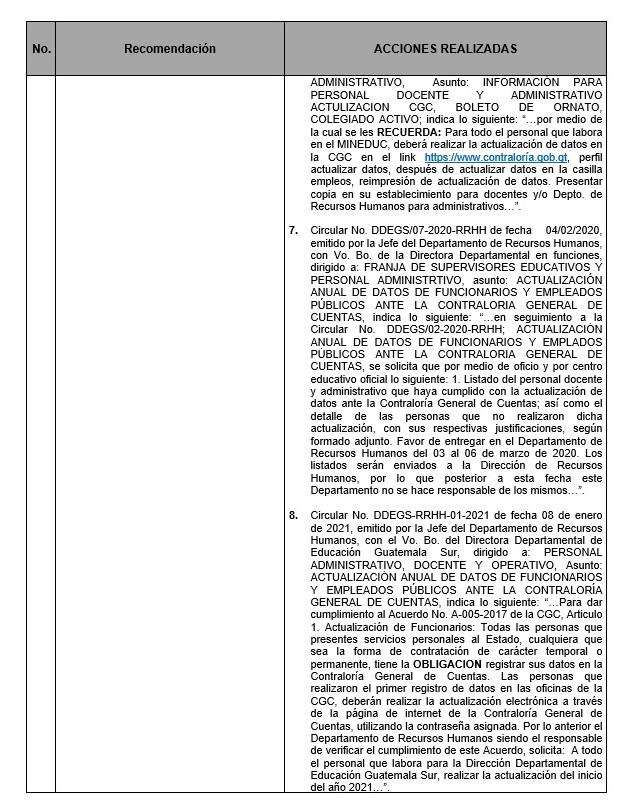 No.
Recomendación
ACCIONES REALIZADAS
ADMINISTRATIVO, Asunto: INFORMACIÓN PARA
PERSONAL DOCENTE Y ADMINISTRATIVO
ACTULIZACION CGC, BOLETO DE ORNATO,
COLEGIADO ACTIVO; indica lo siguiente: “…por medio de
la cual se les RECUERDA: Para todo el personal que labora
en el MINEDUC, deberá realizar la actualización de datos en
la CGC en el link https://www.contraloría.gob.gt, perfil
actualizar datos, después de actualizar datos en la casilla
empleos, reimpresión de actualización de datos. Presentar
copia en su establecimiento para docentes y/o Depto. de
Recursos Humanos para administrativos…”.
7. Circular No. DDEGS/07-2020-RRHH de fecha 04/02/2020,
emitido por la Jefe del Departamento de Recursos Humanos,
con Vo. Bo. de la Directora Departamental en funciones,
dirigido a: FRANJA DE SUPERVISORES EDUCATIVOS Y
PERSONAL ADMINISTRTIVO, asunto: ACTUALIZACIÓN
ANUAL DE DATOS DE FUNCIONARIOS Y EMPLEADOS
PÚBLICOS ANTE LA CONTRALORIA GENERAL DE
CUENTAS, indica lo siguiente: “…en seguimiento a la
Circular No. DDEGS/02-2020-RRHH; ACTUALIZACIÓN
ANUAL DE DATOS DE FUNCIONARIOS Y EMPLADOS
PÚBLICOS ANTE LA CONTRALORIA GENERAL DE
CUENTAS, se solicita que por medio de oficio y por centro
educativo oficial lo siguiente: 1. Listado del personal docente
y administrativo que haya cumplido con la actualización de
datos ante la Contraloría General de Cuentas; así como el
detalle de las personas que no realizaron dicha
actualización, con sus respectivas justificaciones, según
formado adjunto. Favor de entregar en el Departamento de
Recursos Humanos del 03 al 06 de marzo de 2020. Los
listados serán enviados a la Dirección de Recursos
Humanos, por lo que posterior a esta fecha este
Departamento no se hace responsable de los mismos…”.
8. Circular No. DDEGS-RRHH-01-2021 de fecha 08 de enero
de 2021, emitido por la Jefe del Departamento de Recursos
Humanos, con el Vo. Bo. del Directora Departamental de
Educación Guatemala Sur, dirigido a: PERSONAL
ADMINISTRATIVO, DOCENTE Y OPERATIVO, Asunto:
ACTUALIZACIÓN ANUAL DE DATOS DE FUNCIONARIOS
Y EMPLEADOS PÚBLICOS ANTE LA CONTRALORÍA
GENERAL DE CUENTAS, indica lo siguiente: “…Para dar
cumplimiento al Acuerdo No. A-005-2017 de la CGC, Articulo
1. Actualización de Funcionarios: Todas las personas que
presentes servicios personales al Estado, cualquiera que
sea la forma de contratación de carácter temporal o
permanente, tiene la OBLIGACION registrar sus datos en la
Contraloría General de Cuentas. Las personas que
realizaron el primer registro de datos en las oficinas de la
CGC, deberán realizar la actualización electrónica a través
de la página de internet de la Contraloría General de
Cuentas, utilizando la contraseña asignada. Por lo anterior el
Departamento de Recursos Humanos siendo el responsable
de verificar el cumplimiento de este Acuerdo, solicita: A todo
el personal que labora para la Dirección Departamental de
Educación Guatemala Sur, realizar la actualización del inicio
del año 2021…”.